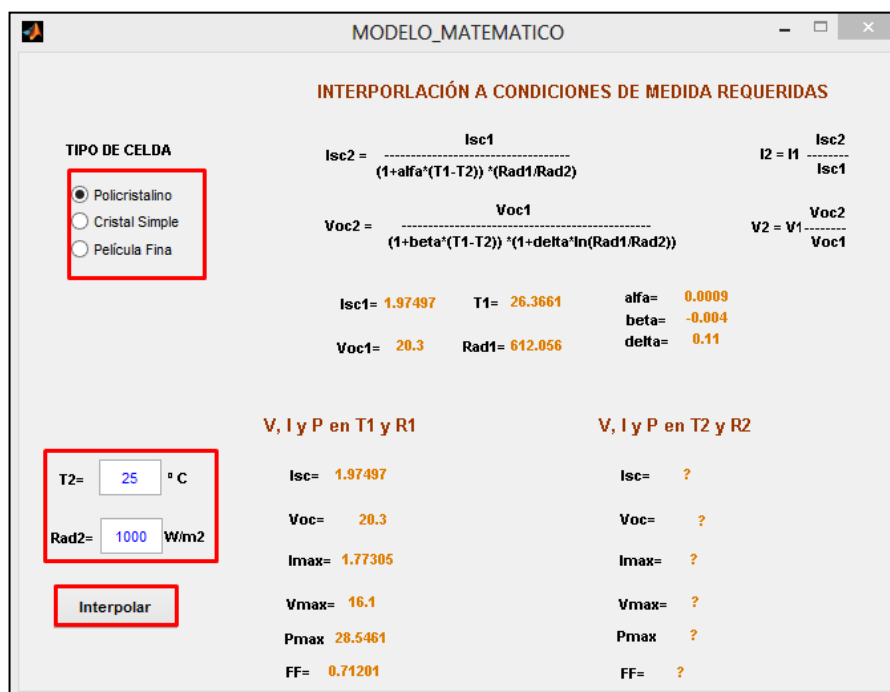 MODELO_MATEMATICO
INTERPORLACIÓN A CONDICIONES DE MEDIDA REQUERIDAS
TIPO DE CELDA
Policristalino
Cristal Simple
Película Fina
Isc2 = Isc1
----------------------------------
(1+alfa*(T1-T2)) *(Rad1/Rad2)
I2 = I1 Isc2
--------
Isc1
Voc2 = Voc1
---------------------------------------------
(1+beta*(T1-T2)) *(1+delta*ln(Rad1/Rad2))
V2 = V1 Voc2
--------
Voc1
Isc1= 1.97497 T1= 26.3661 alfa= 0.0009
beta= -0.004
Voc1= 20.3 Rad1= 612.056 delta= 0.11
V, I y P en T1 y R1 V, I y P en T2 y R2
T2= 25 º C
Rad2= 1000 W/m2
Interpolar
Isc= 1.97497 Isc= ?
Voc= 20.3 Voc= ?
Imax= 1.77305 Imax= ?
Vmax= 16.1 Vmax= ?
Pmax 28.5461 Pmax ?
FF= 0.71201 FF= ?